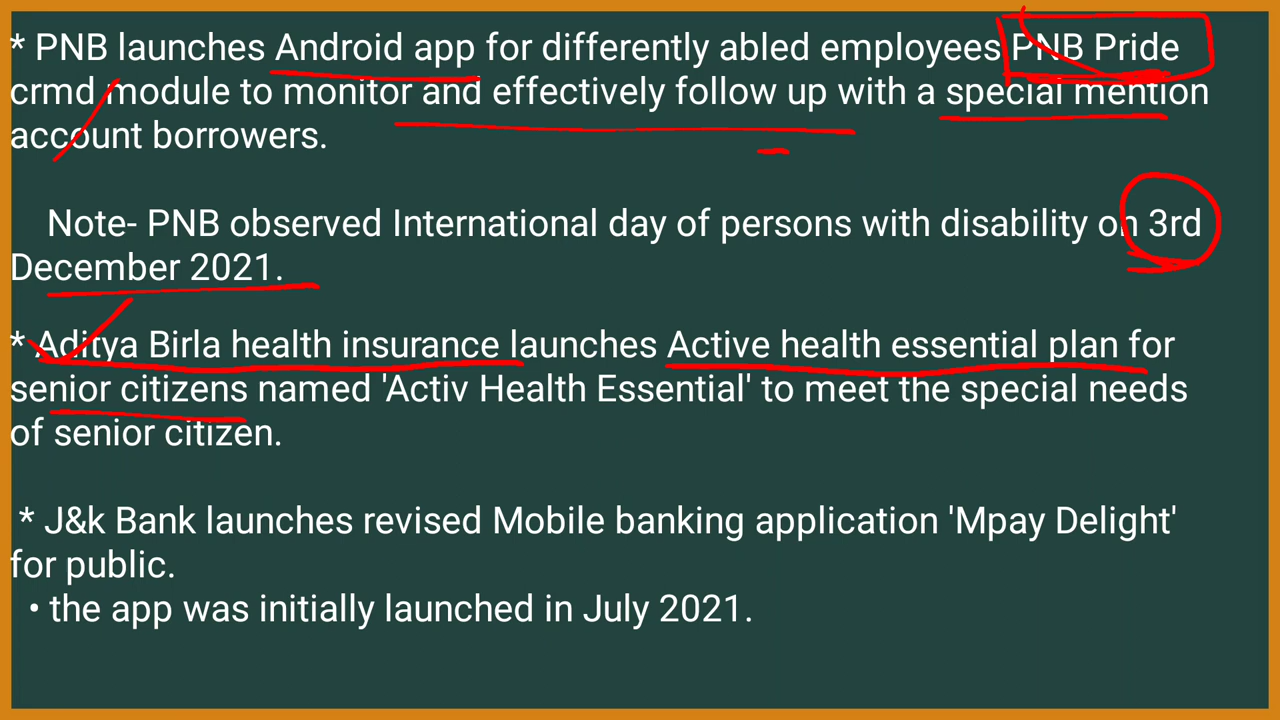 * PNB launches Android app for differently abled employees PNB Pride
crmd module to monitor and effectively follow up with a special mention
account borrowers.
Note- PNB observed International day of persons with disability on 3rd
December 2021.
* Aditya Birla health insurance launches Active health essential plan for
senior citizens named 'Activ Health Essential' to meet the special needs
of senior citizen.
* J&k Bank launches revised Mobile banking application 'Mpay Delight'
for public.
• the app was initially launched in July 2021.